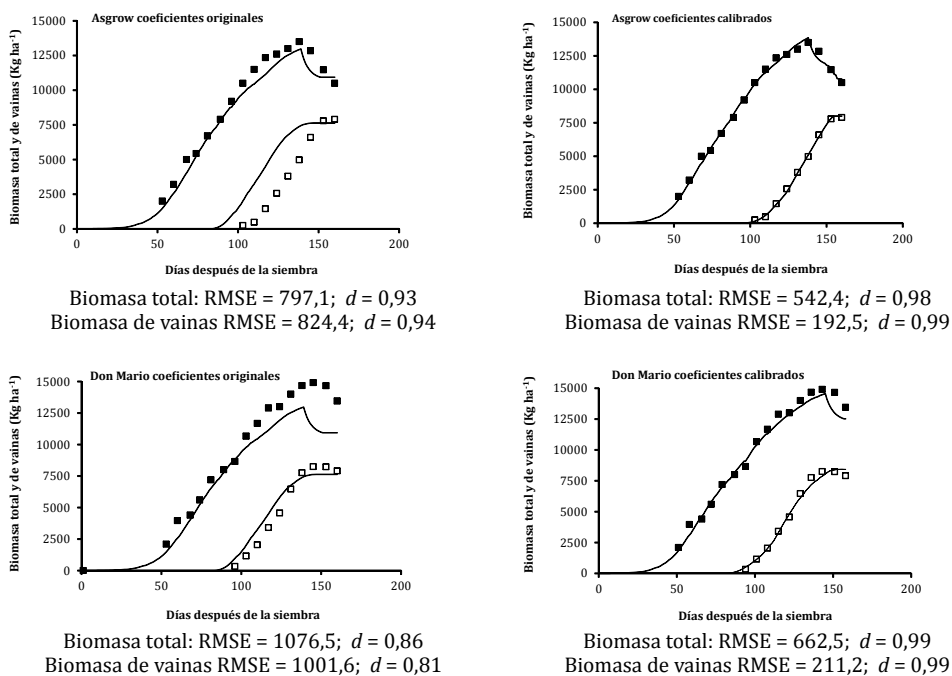 Asgrow coeficientes originales
Biomasa total y de vainas (Kg ha⁻¹)
15000
12500
10000
7500
5000
2500
0
0 50 100 150 200
Días después de la siembra
Biomasa total: RMSE = 797,1; d = 0,93
Biomasa de vainas RMSE = 824,4; d = 0,94
Asgrow coeficientes calibrados
Biomasa total y de vainas (Kg ha⁻¹)
15000
12500
10000
7500
5000
2500
0
0 50 100 150 200
Días después de la siembra
Biomasa total: RMSE = 542,4; d = 0,98
Biomasa de vainas RMSE = 192,5; d = 0,99
Don Mario coeficientes originales
Biomasa total y de vainas (Kg ha⁻¹)
15000
12500
10000
7500
5000
2500
0
0 50 100 150 200
Días después de la siembra
Biomasa total: RMSE = 1076,5; d = 0,86
Biomasa de vainas RMSE = 1001,6; d = 0,81
Don Mario coeficientes calibrados
Biomasa total y de vainas (Kg ha⁻¹)
15000
12500
10000
7500
5000
2500
0
0 50 100 150 200
Días después de la siembra
Biomasa total: RMSE = 662,5; d = 0,99
Biomasa de vainas RMSE = 211,2; d = 0,99